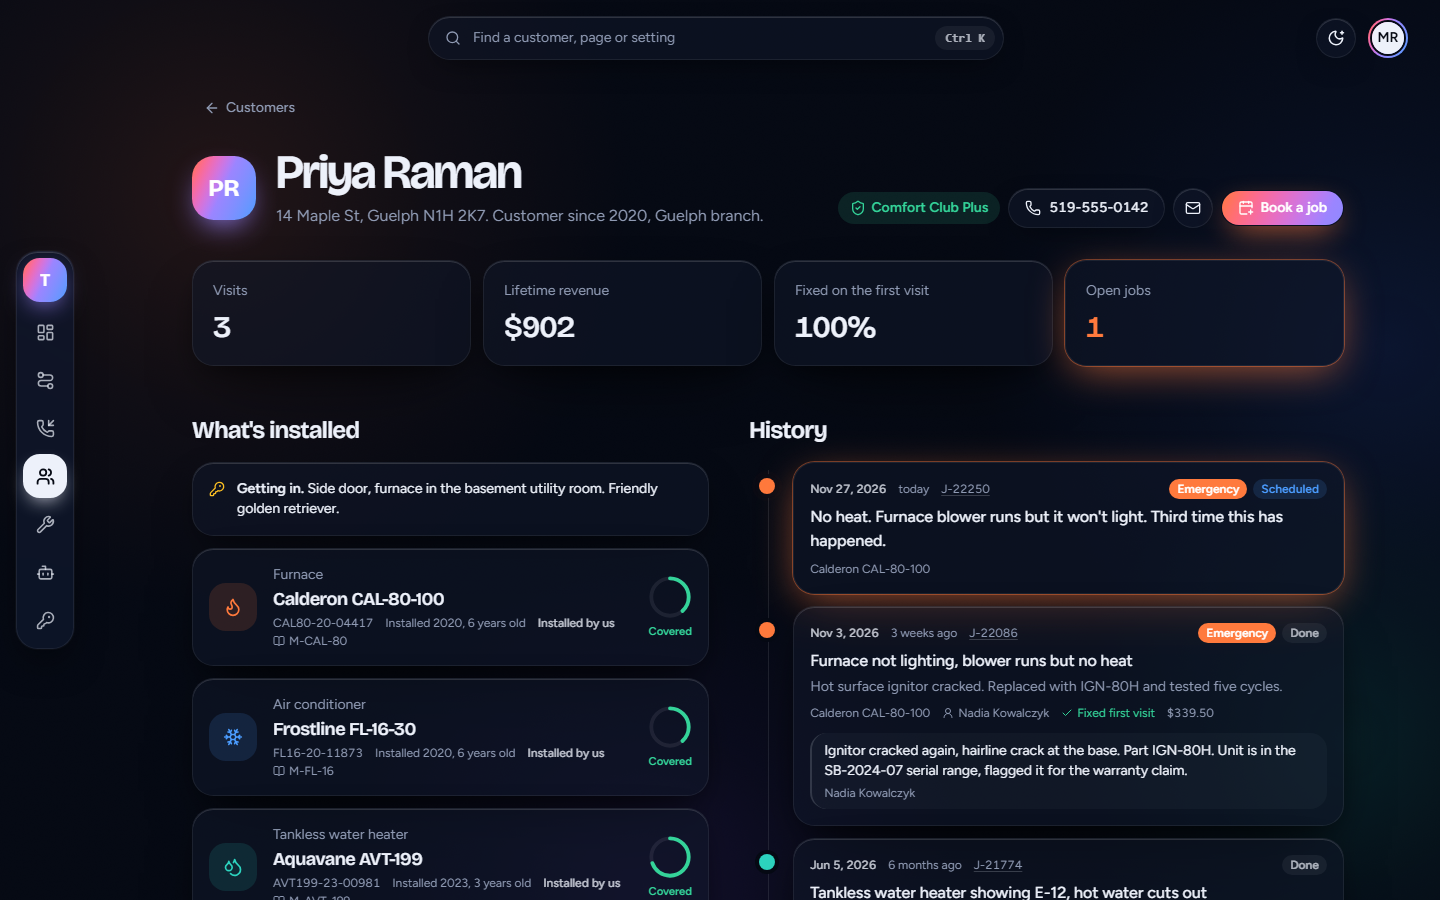 Find a customer, page or setting
Ctrl K
MR
Customers
PR
Priya Raman
14 Maple St, Guelph N1H 2K7. Customer since 2020, Guelph branch.
Comfort Club Plus
519-555-0142
Book a job
T
Visits
3
Lifetime revenue
$902
Fixed on the first visit
100%
Open jobs
1
What's installed
Getting in. Side door, furnace in the basement utility room. Friendly
golden retriever.
Furnace
Calderon CAL-80-100
CAL80-20-04417 Installed 2020, 6 years old Installed by us
M-CAL-80
Covered
Air conditioner
Frostline FL-16-30
FL16-20-11873 Installed 2020, 6 years old Installed by us
M-FL-16
Covered
Tankless water heater
Aquavane AVT-199
AVT199-23-00981 Installed 2023, 3 years old Installed by us
M-AVT-199
Covered
History
Nov 27, 2026 today J-22250
Emergency Scheduled
No heat. Furnace blower runs but it won't light. Third time this has
happened.
Calderon CAL-80-100
Nov 3, 2026 3 weeks ago J-22086
Emergency Done
Furnace not lighting, blower runs but no heat
Hot surface ignitor cracked. Replaced with IGN-80H and tested five cycles.
Calderon CAL-80-100 Nadia Kowalczyk Fixed first visit $339.50
Ignitor cracked again, hairline crack at the base. Part IGN-80H. Unit is in the
SB-2024-07 serial range, flagged it for the warranty claim.
Nadia Kowalczyk
Jun 5, 2026 6 months ago J-21774
Done
Tankless water heater showing E-12, hot water cuts out